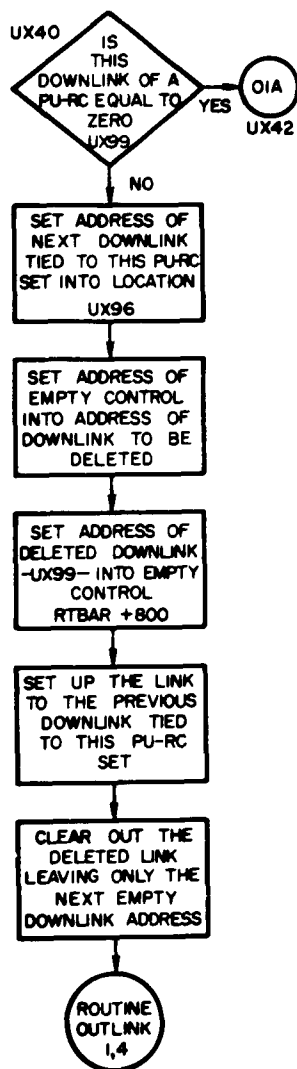 UX40
IS
THIS
DOWNLINK OF A
PU-RC EQUAL TO
ZERO
UX99
YES
01A
UX42
NO
SET ADDRESS OF
NEXT DOWNLINK
TIED TO THIS PU-RC
SET INTO LOCATION
UX96
SET ADDRESS OF
EMPTY CONTROL
INTO ADDRESS OF
DOWNLINK TO BE
DELETED
SET ADDRESS OF
DELETED DOWNLINK
-UX99- INTO EMPTY
CONTROL
RTBAR +800
SET UP THE LINK
TO THE PREVIOUS
DOWNLINK TIED
TO THIS PU-RC
SET
CLEAR OUT THE
DELETED LINK
LEAVING ONLY THE
NEXT EMPTY
DOWNLINK ADDRESS
ROUTINE
OUTLINK
1,4